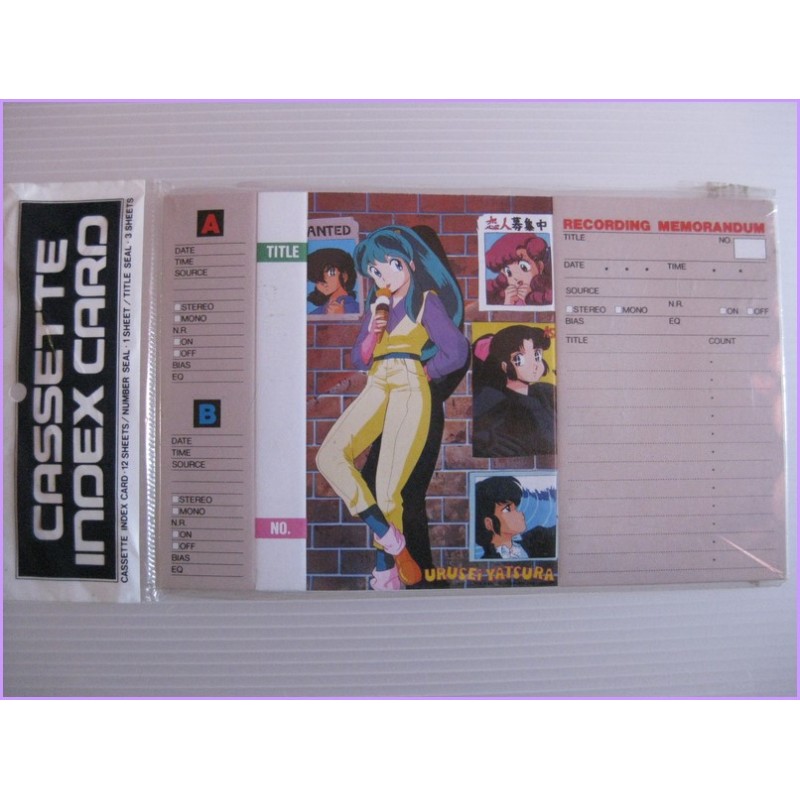 CASSETTE
INDEX CARD
CASSETTE INDEX CARD·12 SHEETS/NUMBER SEAL·1 SHEET/TITLE SEAL·3 SHEETS
A
DATE
TIME
SOURCE
STEREO
MONO
N.R.
ON
OFF
BIAS
EQ
B
DATE
TIME
SOURCE
STEREO
MONO
N.R.
ON
OFF
BIAS
EQ
TITLE
NO.
ANTED
恋人募集中
URUSEI YATSURA
RECORDING MEMORANDUM
TITLE NO.
DATE TIME
SOURCE
STEREO MONO N.R. ON OFF
BIAS EQ
TITLE COUNT